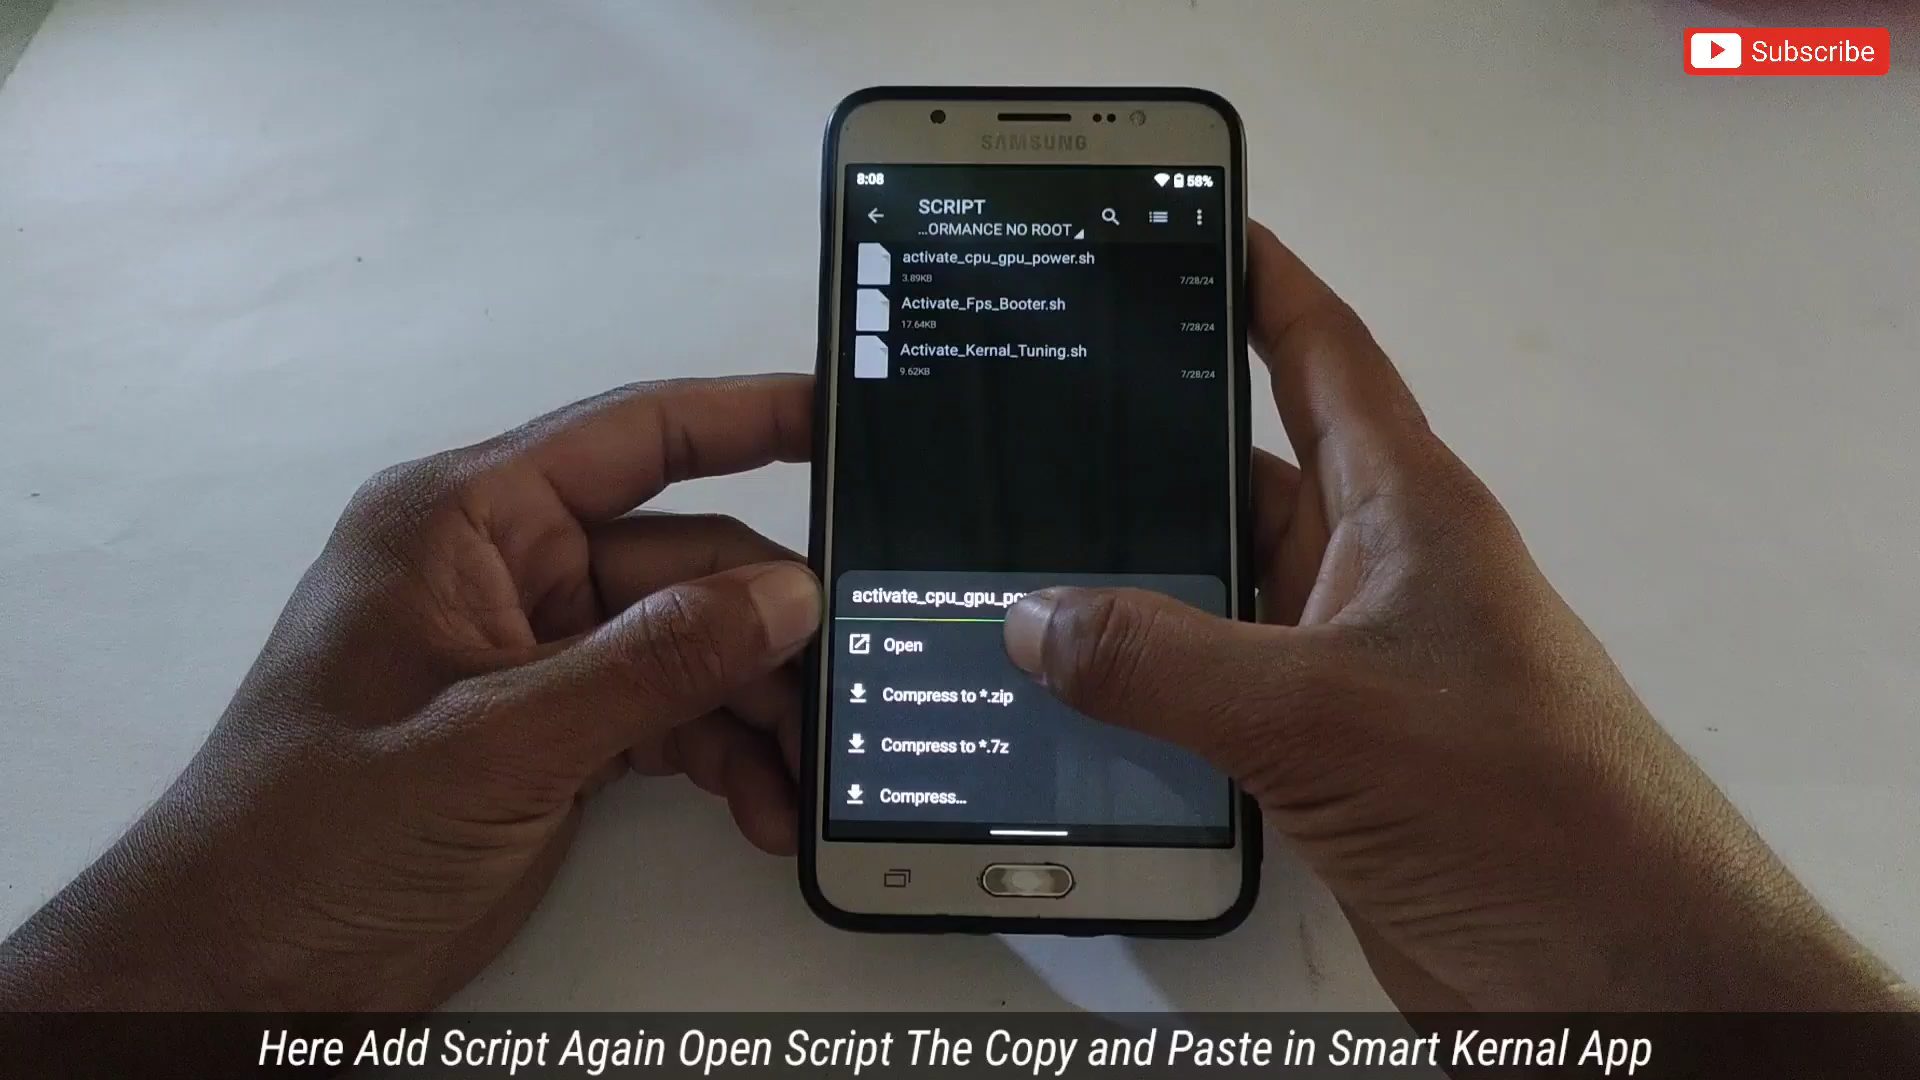 Subscribe
SAMSUNG
8:08
58%
SCRIPT
...ORMANCE NO ROOT
activate_cpu_gpu_power.sh
3.89KB
7/28/24
Activate_Fps_Booter.sh
17.64KB
7/28/24
Activate_Kernal_Tuning.sh
9.62KB
7/28/24
activate_cpu_gpu_po
Open
Compress to *.zip
Compress to *.7z
Compress...
Here Add Script Again Open Script The Copy and Paste in Smart Kernal App